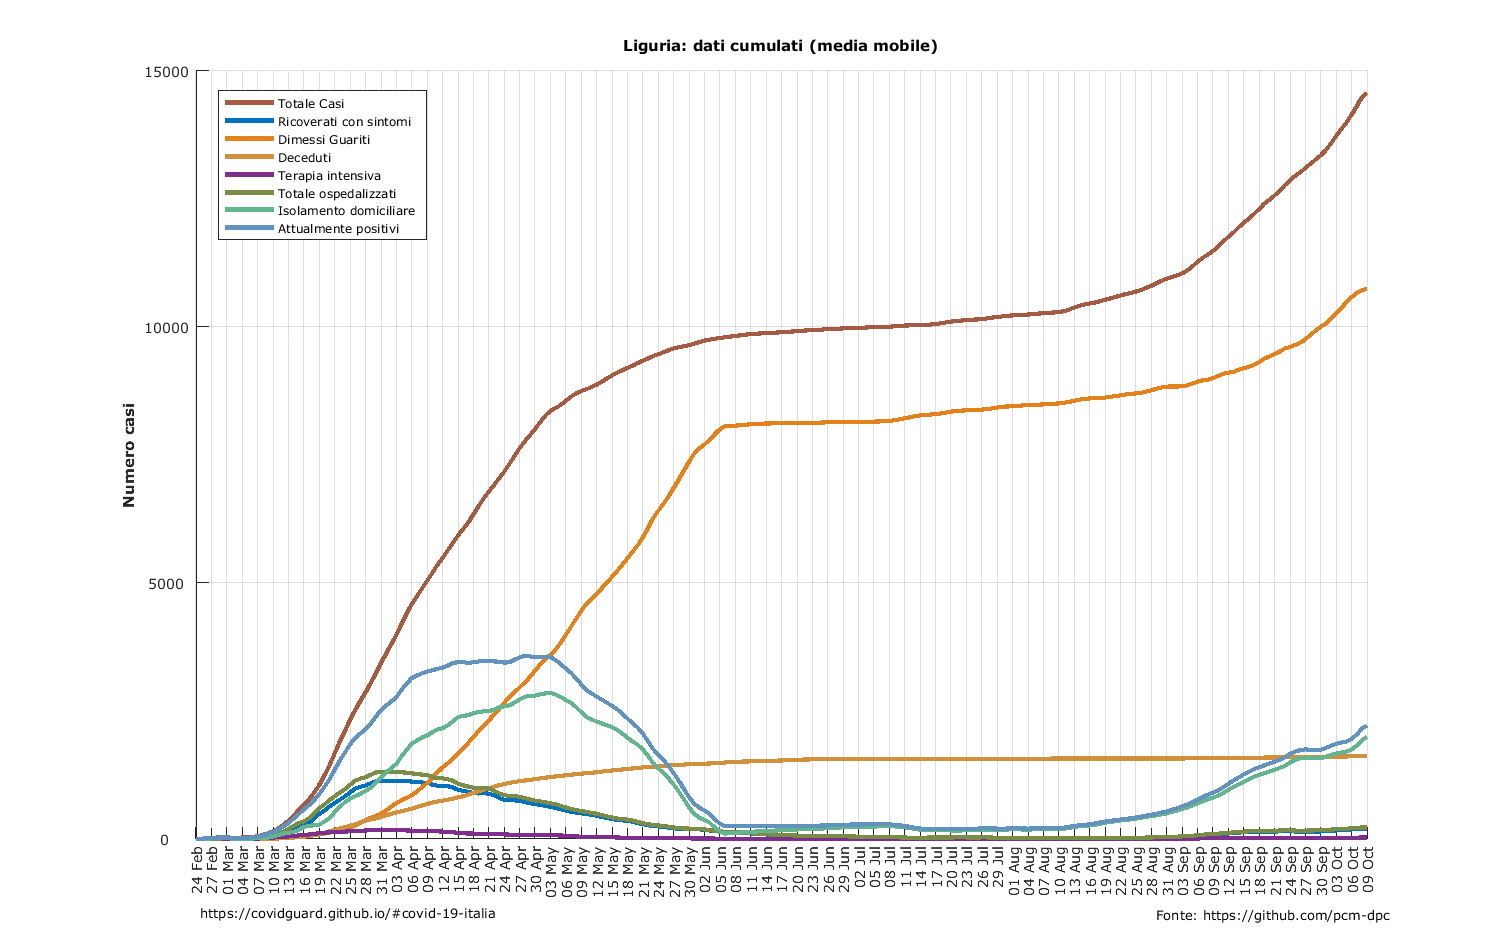 Liguria: dati cumulati (media mobile)
15000
10000
5000
0
Numero casi
Totale Casi
Ricoverati con sintomi
Dimessi Guariti
Deceduti
Terapia intensiva
Totale ospedalizzati
Isolamento domiciliare
Attualmente positivi
24 Feb
27 Feb
01 Mar
04 Mar
07 Mar
10 Mar
13 Mar
16 Mar
19 Mar
22 Mar
25 Mar
28 Mar
31 Mar
03 Apr
06 Apr
09 Apr
12 Apr
15 Apr
18 Apr
21 Apr
24 Apr
27 Apr
30 Apr
03 May
06 May
09 May
12 May
15 May
18 May
21 May
24 May
27 May
30 May
02 Jun
05 Jun
08 Jun
11 Jun
14 Jun
17 Jun
20 Jun
23 Jun
26 Jun
29 Jun
02 Jul
05 Jul
08 Jul
11 Jul
14 Jul
17 Jul
20 Jul
23 Jul
26 Jul
29 Jul
01 Aug
04 Aug
07 Aug
10 Aug
13 Aug
16 Aug
19 Aug
22 Aug
25 Aug
28 Aug
31 Aug
03 Sep
06 Sep
09 Sep
12 Sep
15 Sep
18 Sep
21 Sep
24 Sep
27 Sep
30 Sep
03 Oct
06 Oct
09 Oct
https://covidguard.github.io/#covid-19-italia
Fonte: https://github.com/pcm-dpc